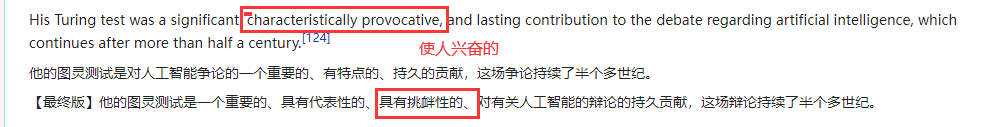 His Turing test was a significant, characteristically provocative, and lasting contribution to the debate regarding artificial intelligence, which
continues after more than half a century.[124]
使人兴奋的
他的图灵测试是对人工智能争论的一个重要的、有特点的、持久的贡献，这场争论持续了半个多世纪。
【最终版】他的图灵测试是一个重要的、具有代表性的、具有挑衅性的、对有关人工智能的辩论的持久贡献，这场辩论持续了半个多世纪。